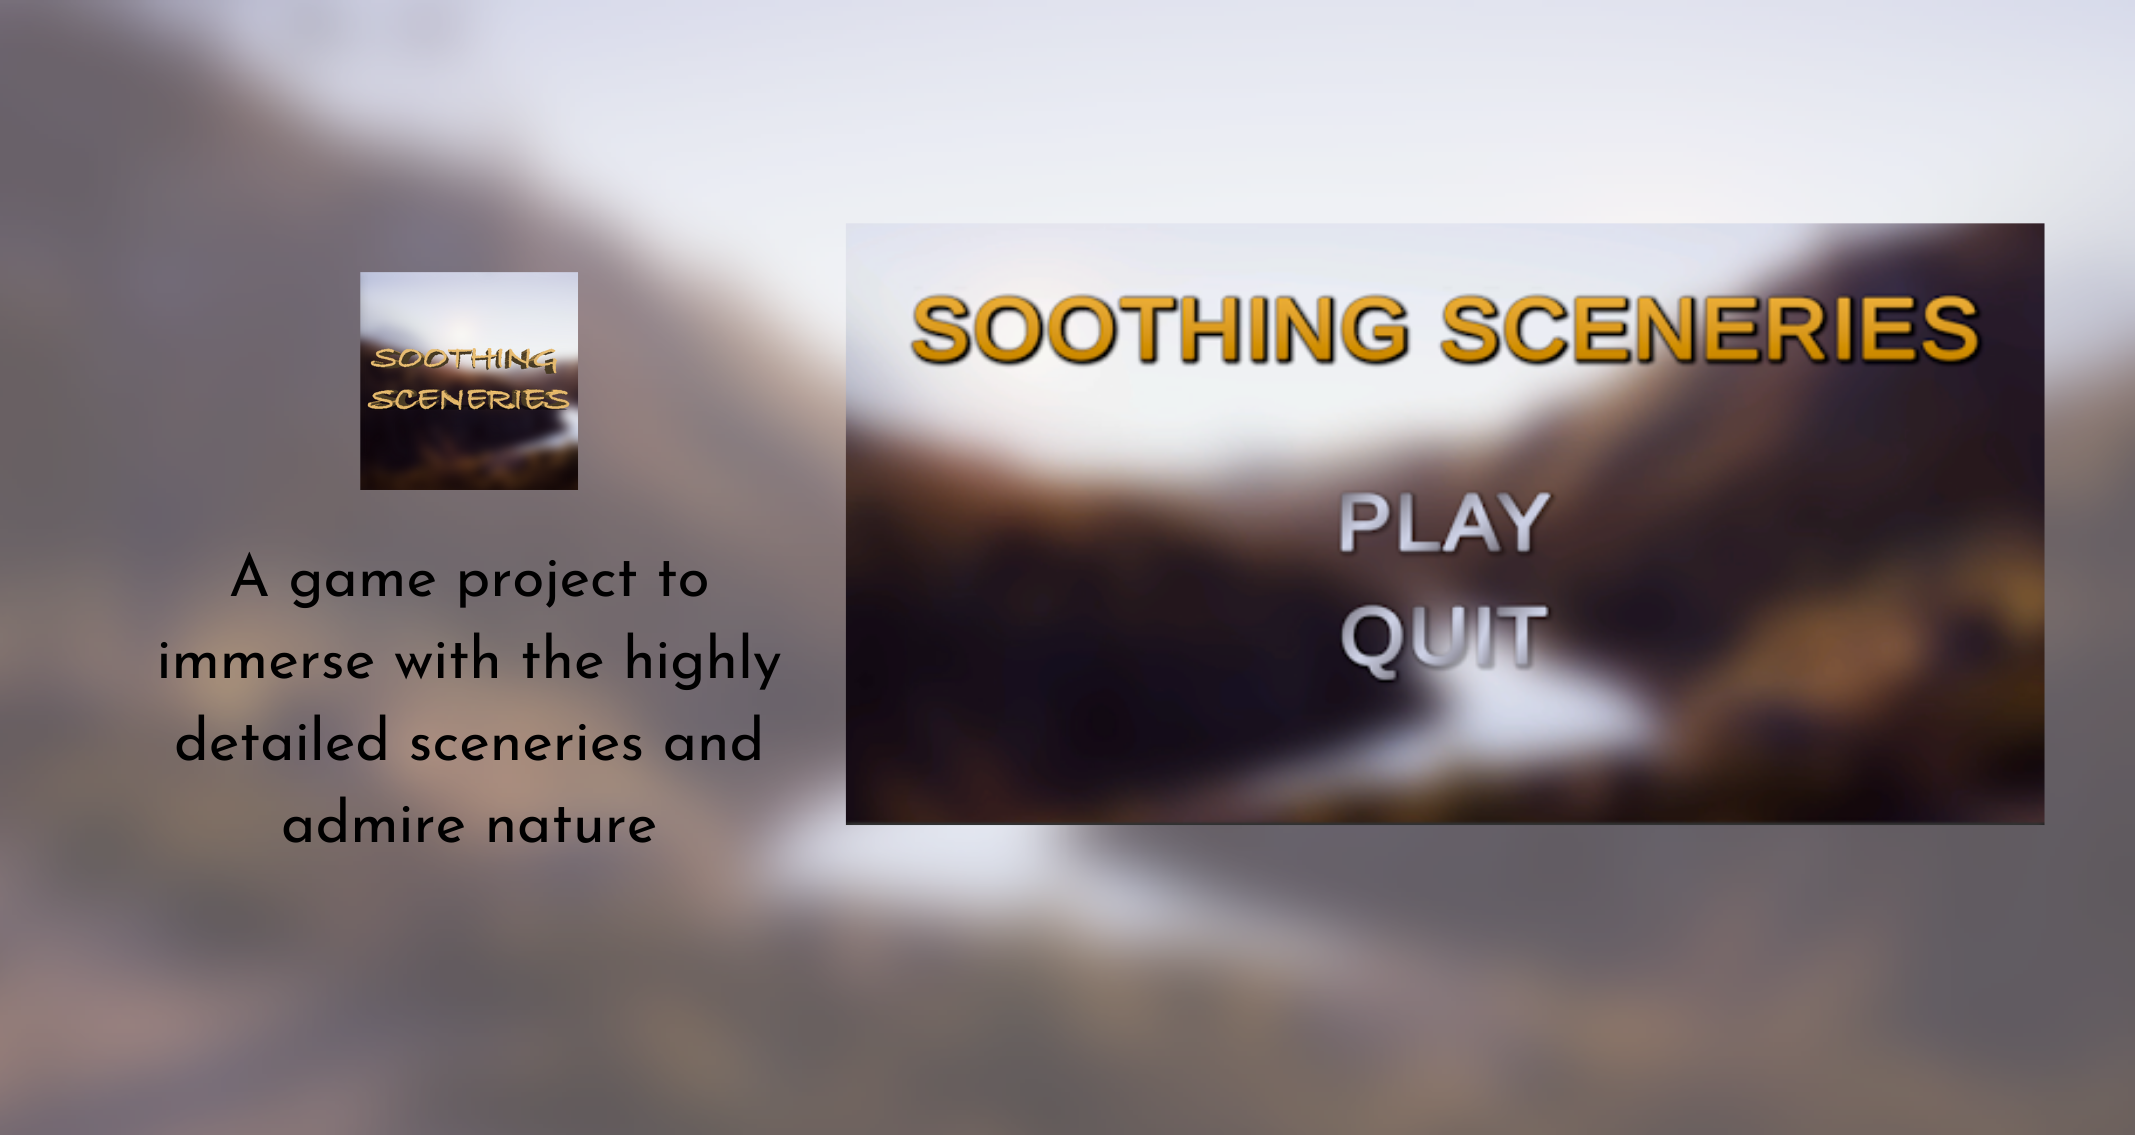 SOOTHING
SCENERIES
A game project to
immerse with the highly
detailed sceneries and
admire nature
SOOTHING SCENERIES
PLAY
QUIT